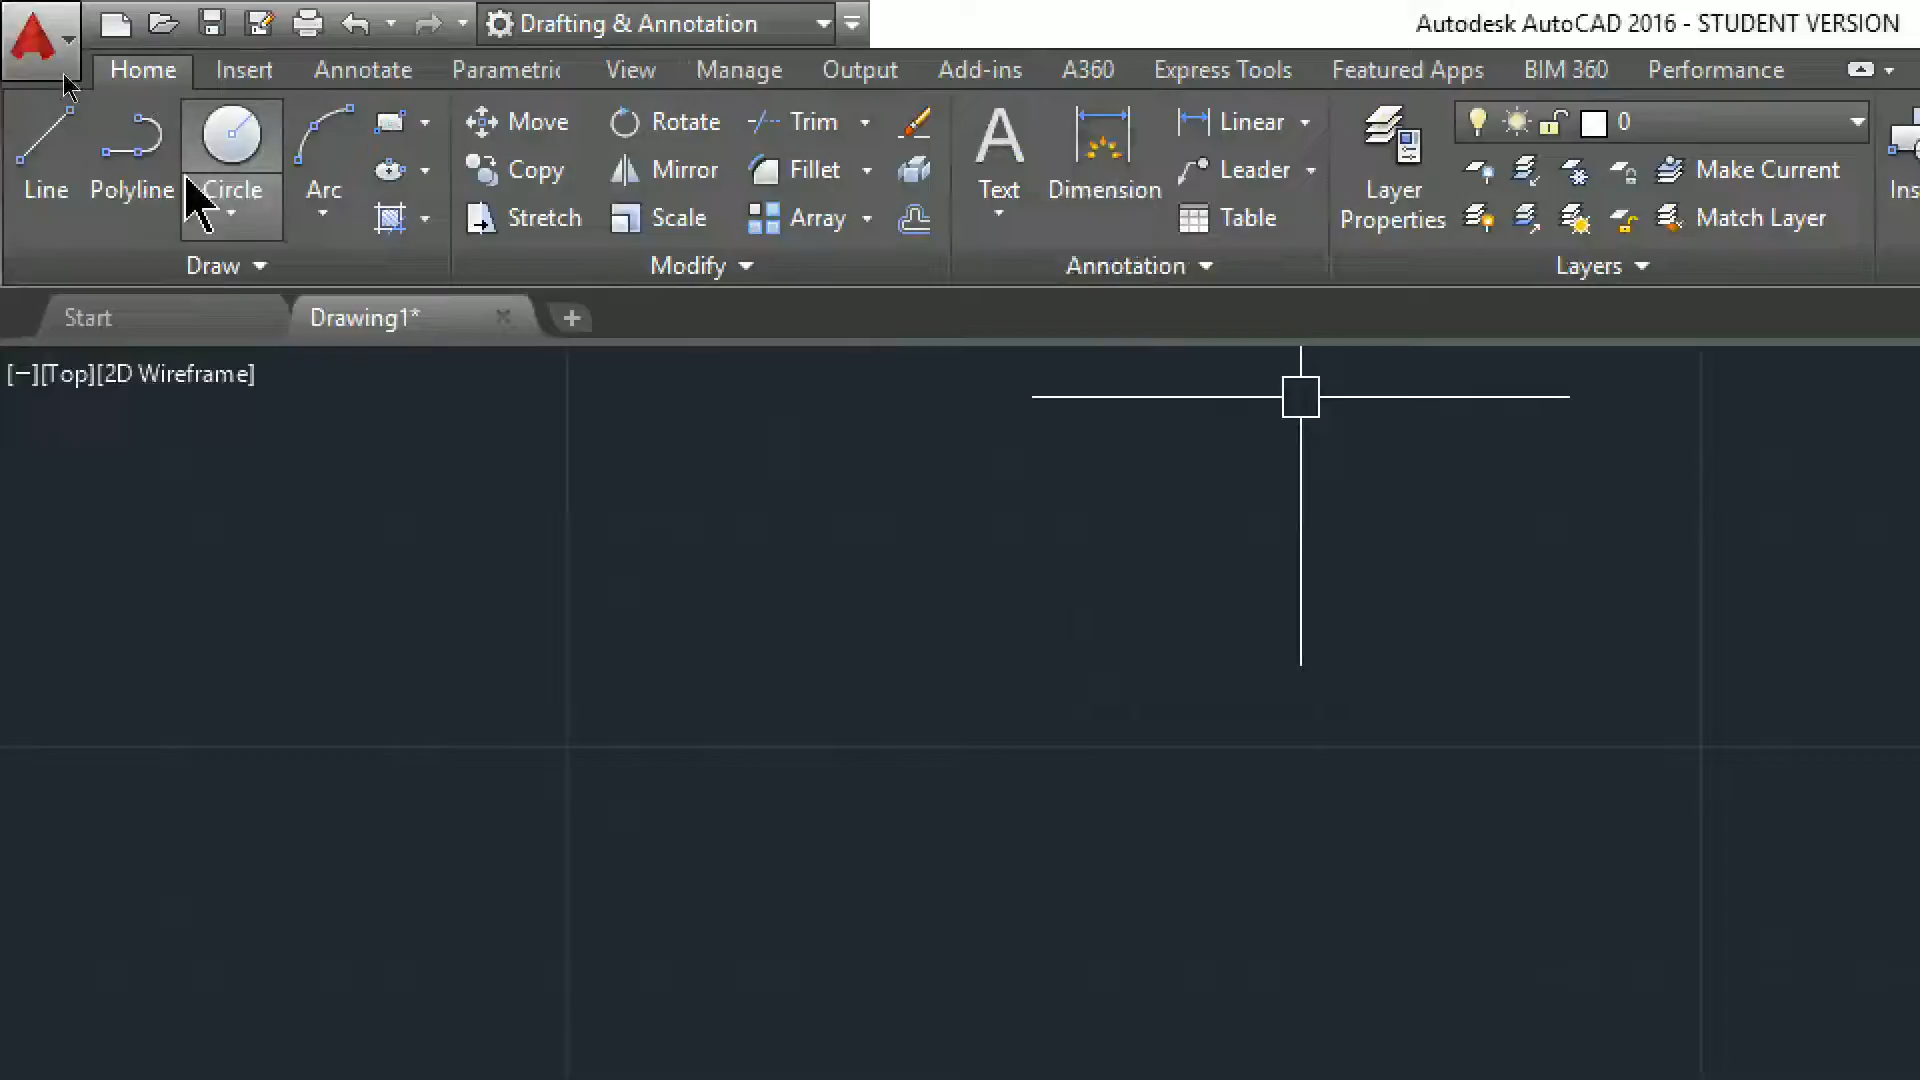 Drafting & Annotation
Autodesk AutoCAD 2016 - STUDENT VERSION
Home Insert Annotate Parametric View Manage Output Add-ins A360 Express Tools Featured Apps BIM 360 Performance
Line Polyline Circle Arc
Move Rotate Trim
Copy Mirror Fillet
Stretch Scale Array
Text Dimension
Linear
Leader
Table
Layer
Properties
0
Make Current
Match Layer
Ins
Draw Modify Annotation Layers
Start Drawing1*
[−][Top][2D Wireframe]